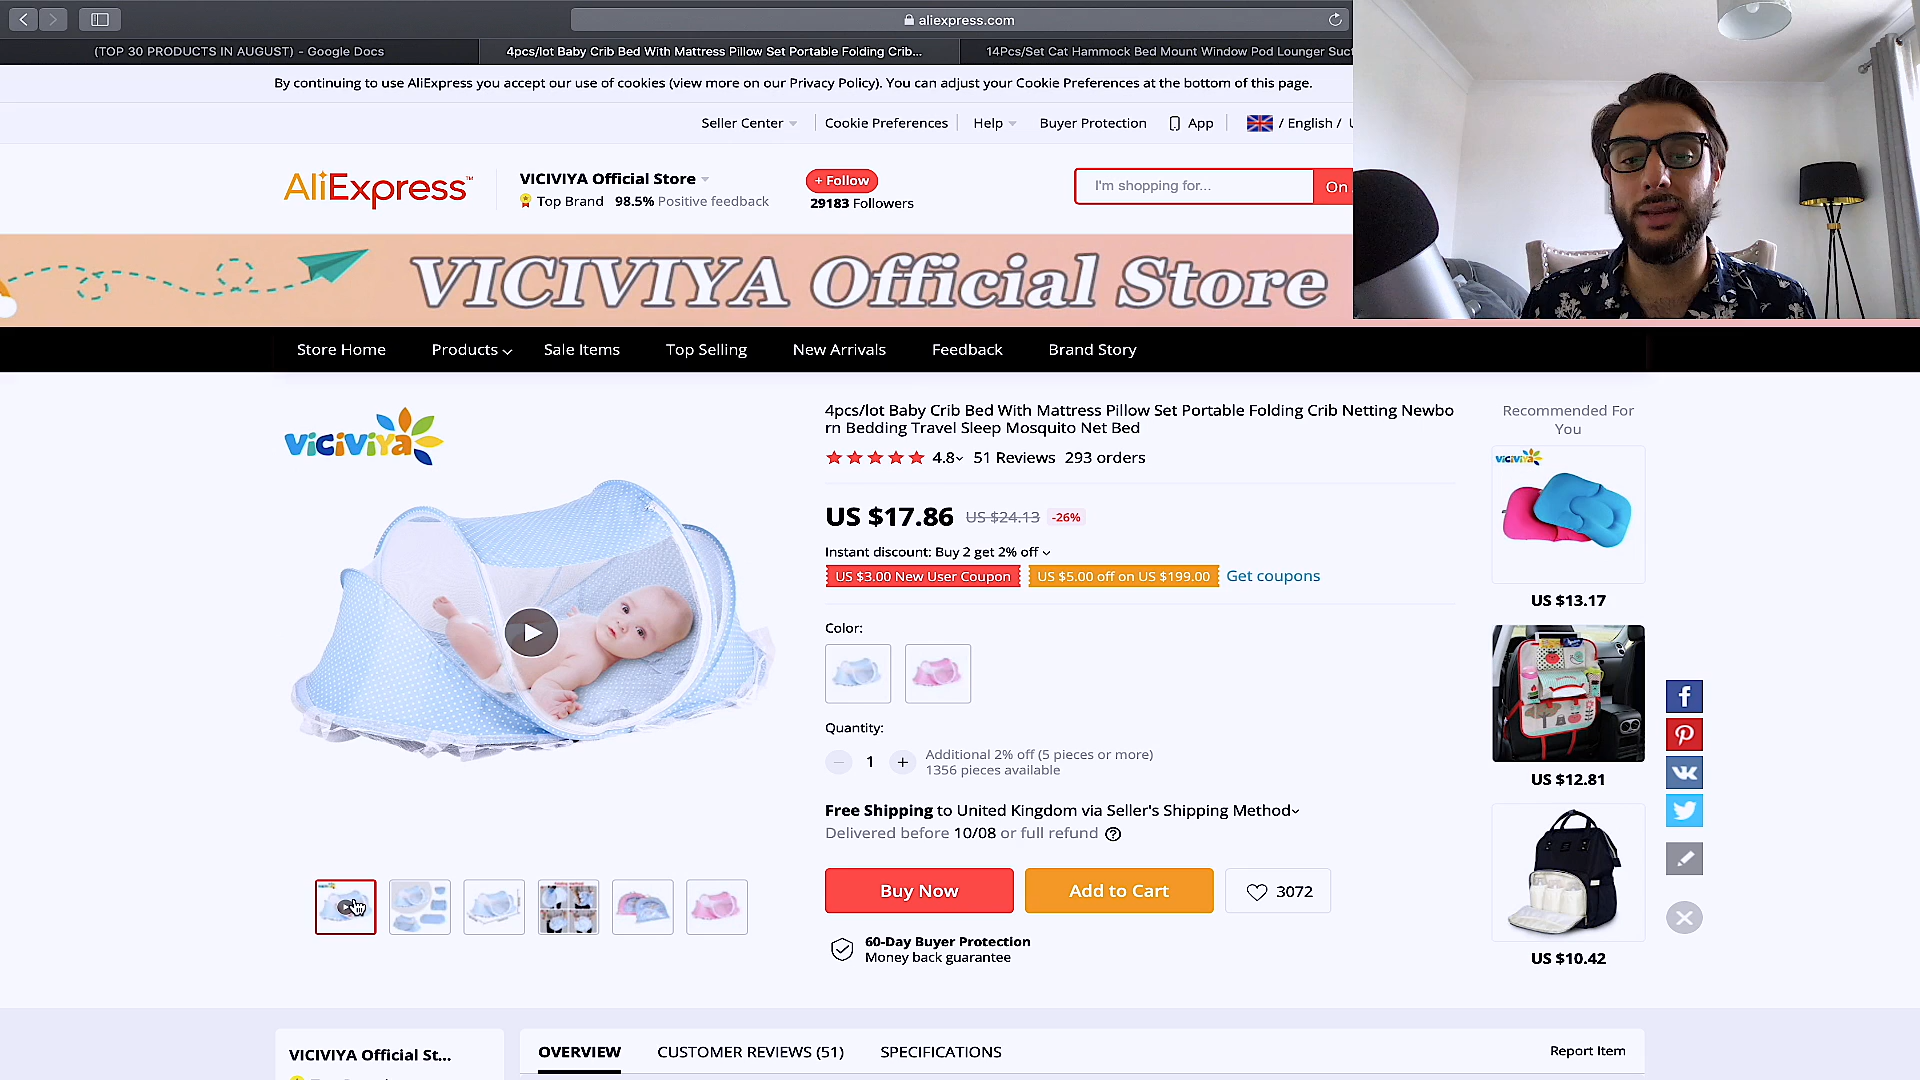 aliexpress.com
(TOP 30 PRODUCTS IN AUGUST) - Google Docs
4pcs/lot Baby Crib Bed With Mattress Pillow Set Portable Folding Crib...
14Pcs/Set Cat Hammock Bed Mount Window Pod Lounger Suct
By continuing to use AliExpress you accept our use of cookies (view more on our Privacy Policy). You can adjust your Cookie Preferences at the bottom of this page.
Seller Center
Cookie Preferences
Help
Buyer Protection
App
/ English /
AliExpress™
VICIVIYA Official Store
Top Brand 98.5% Positive feedback
+ Follow
29183 Followers
I'm shopping for...
On
VICIVIYA Official Store
Store Home
Products
Sale Items
Top Selling
New Arrivals
Feedback
Brand Story
viciviya
4pcs/lot Baby Crib Bed With Mattress Pillow Set Portable Folding Crib Netting Newbo
rn Bedding Travel Sleep Mosquito Net Bed
4.8 51 Reviews 293 orders
US $17.86 US $24.13 -26%
Instant discount: Buy 2 get 2% off
US $3.00 New User Coupon
US $5.00 off on US $199.00
Get coupons
Color:
Quantity:
1
Additional 2% off (5 pieces or more)
1356 pieces available
Free Shipping to United Kingdom via Seller's Shipping Method
Delivered before 10/08 or full refund
Buy Now
Add to Cart
3072
60-Day Buyer Protection
Money back guarantee
Recommended For
You
viciviya
US $13.17
US $12.81
US $10.42
VICIVIYA Official St...
OVERVIEW
CUSTOMER REVIEWS (51)
SPECIFICATIONS
Report Item